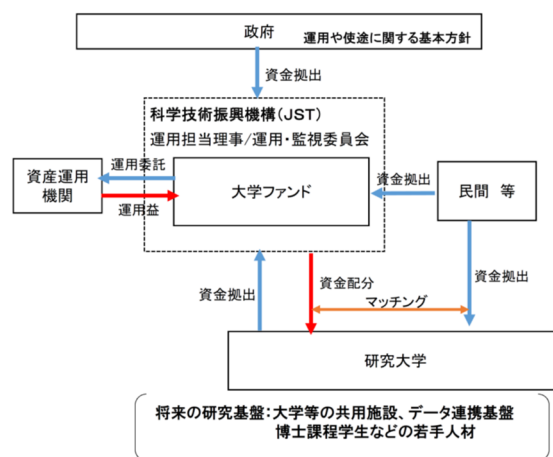 政府
運用や使途に関する基本方針
資金拠出
科学技術振興機構(JST)
運用担当理事/運用・監視委員会
運用委託
資産運用
機関
運用益
大学ファンド
資金拠出
民間 等
資金拠出
資金配分
資金拠出
マッチング
研究大学
将来の研究基盤:大学等の共用施設、データ連携基盤
博士課程学生などの若手人材